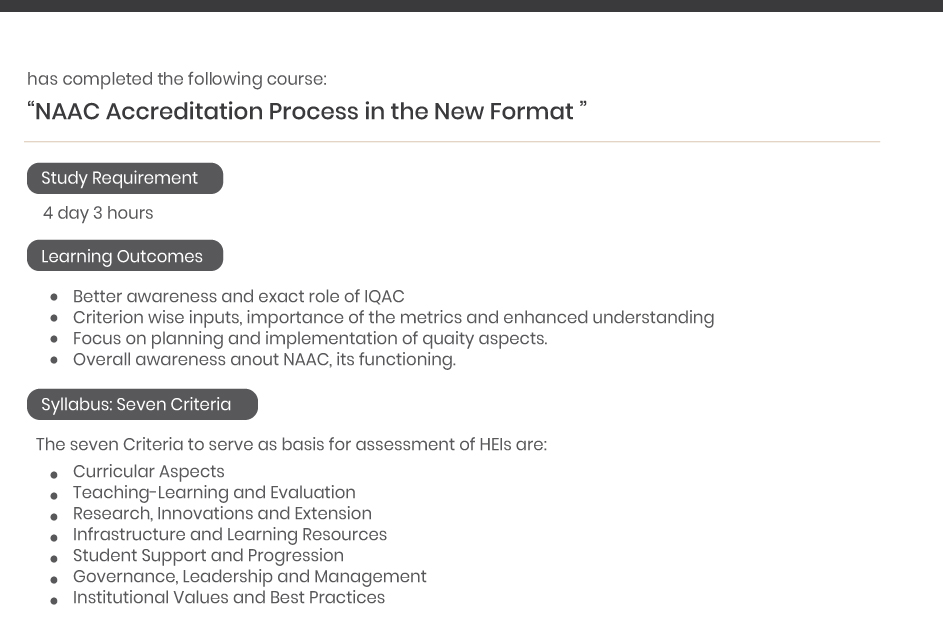 has completed the following course:
“NAAC Accreditation Process in the New Format ”
Study Requirement
4 day 3 hours
Learning Outcomes
• Better awareness and exact role of IQAC
• Criterion wise inputs, importance of the metrics and enhanced understanding
• Focus on planning and implementation of quaity aspects.
• Overall awareness anout NAAC, its functioning.
Syllabus: Seven Criteria
The seven Criteria to serve as basis for assessment of HEIs are:
• Curricular Aspects
• Teaching-Learning and Evaluation
• Research, Innovations and Extension
• Infrastructure and Learning Resources
• Student Support and Progression
• Governance, Leadership and Management
• Institutional Values and Best Practices